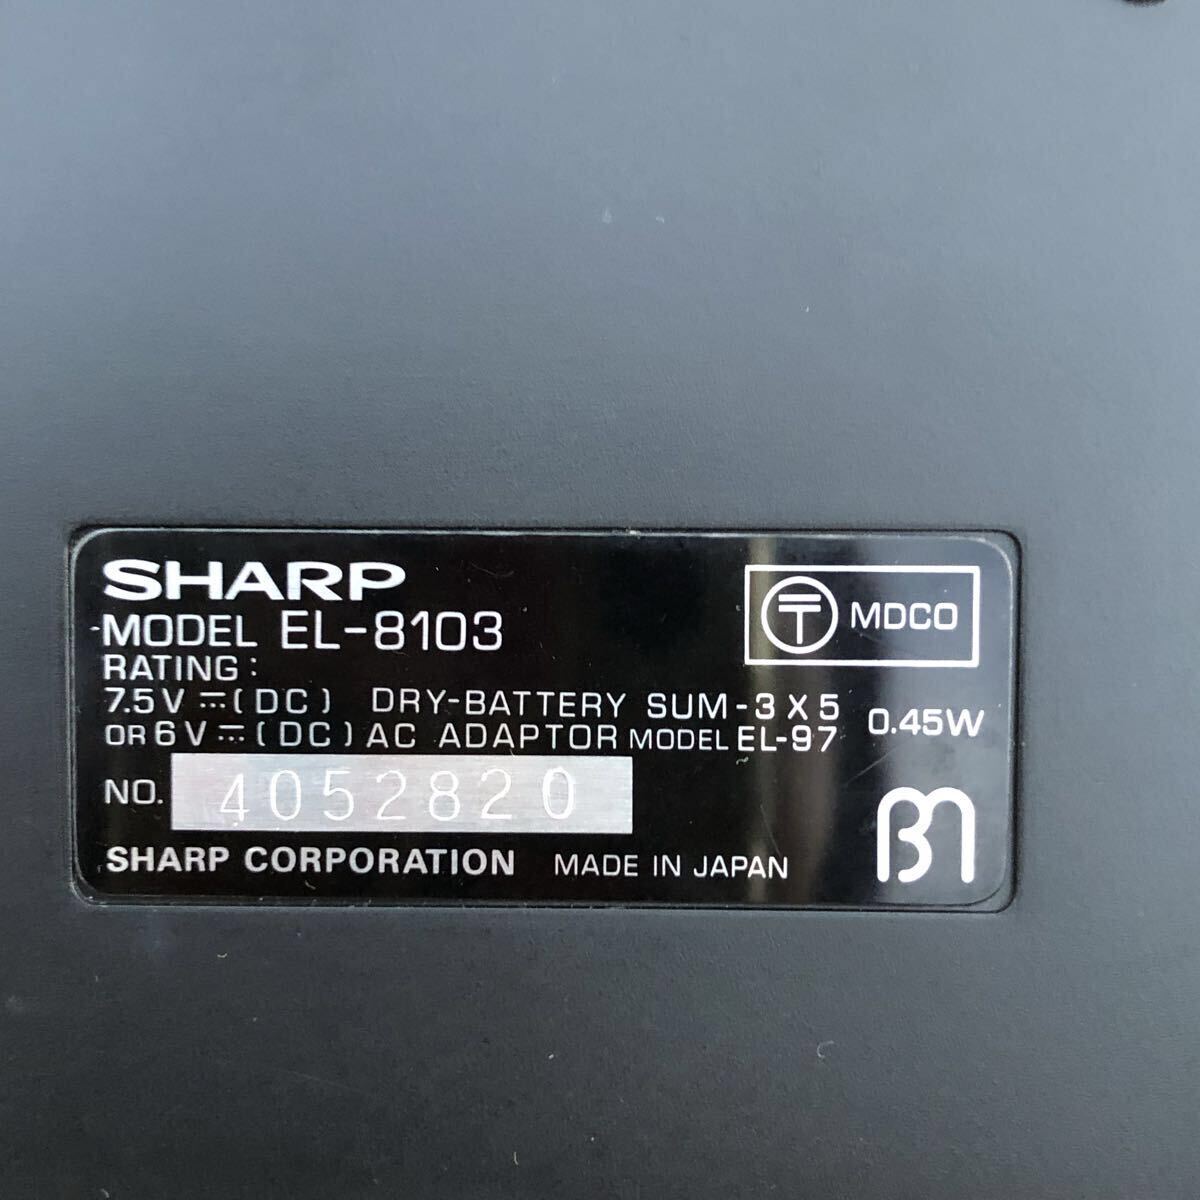 SHARP
MODEL EL-8103
RATING:
7.5V ⎓(DC) DRY-BATTERY SUM-3 X 5
OR 6V ⎓(DC) AC ADAPTOR MODEL EL-97
0.45W
〒 MDCO
NO. 4052820
SHARP CORPORATION MADE IN JAPAN